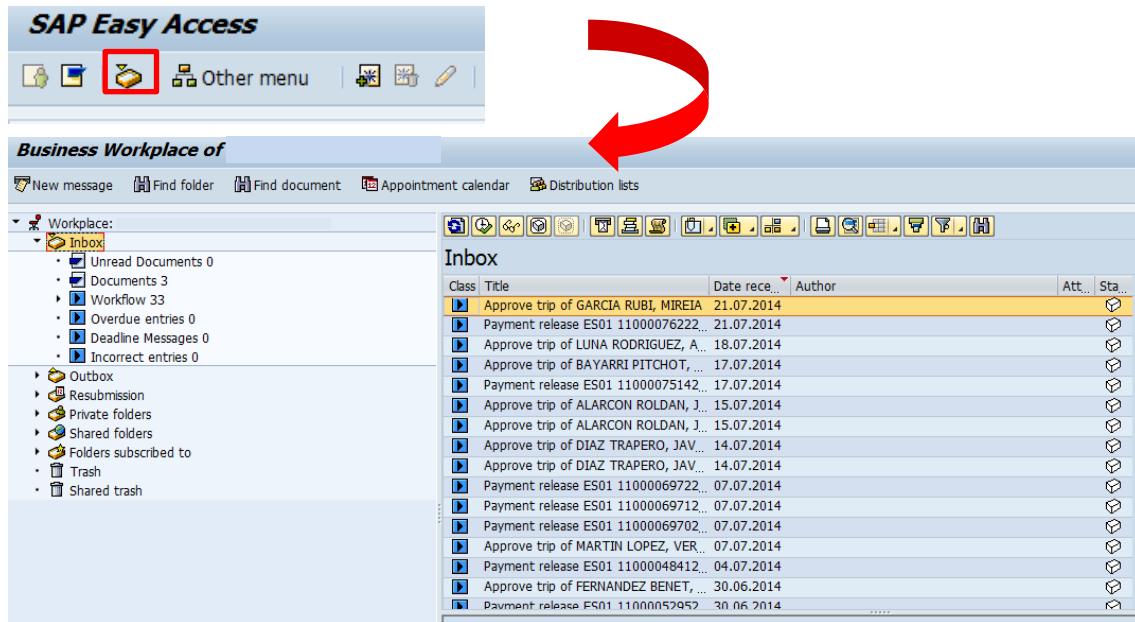 SAP Easy Access
Other menu
Business Workplace of
New message Find folder Find document Appointment calendar Distribution lists
Workplace:
Inbox
Unread Documents 0
Documents 3
Workflow 33
Overdue entries 0
Deadline Messages 0
Incorrect entries 0
Outbox
Resubmission
Private folders
Shared folders
Folders subscribed to
Trash
Shared trash
Inbox
Class Title Date rece... Author Att... Sta...
Approve trip of GARCIA RUBI, MIREIA 21.07.2014
Payment release ES01 11000076222... 21.07.2014
Approve trip of LUNA RODRIGUEZ, A... 18.07.2014
Approve trip of BAYARRI PITCHOT, ... 17.07.2014
Payment release ES01 11000075142... 17.07.2014
Approve trip of ALARCON ROLDAN, J... 15.07.2014
Approve trip of ALARCON ROLDAN, J... 15.07.2014
Approve trip of DIAZ TRAPERO, JAV... 14.07.2014
Approve trip of DIAZ TRAPERO, JAV... 14.07.2014
Payment release ES01 11000069722... 07.07.2014
Payment release ES01 11000069712... 07.07.2014
Payment release ES01 11000069702... 07.07.2014
Approve trip of MARTIN LOPEZ, VER... 07.07.2014
Payment release ES01 11000048412... 04.07.2014
Approve trip of FERNANDEZ BENET, ... 30.06.2014
Payment release ES01 11000052952... 30.06.2014